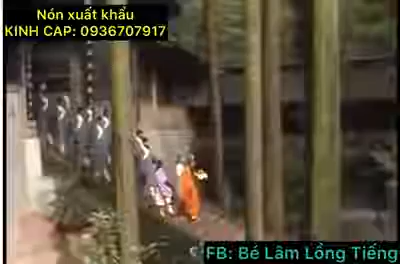 Nón xuất khẩu
KINH CAP: 0936707917
FB: Bé Lâm Lồng Tiếng